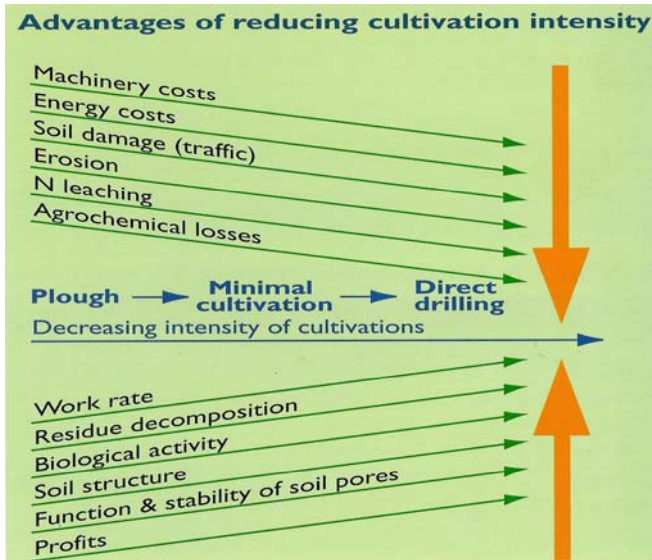 Advantages of reducing cultivation intensity
Machinery costs
Energy costs
Soil damage (traffic)
Erosion
N leaching
Agrochemical losses
Plough
Minimal
cultivation
Direct
drilling
Decreasing intensity of cultivations
Work rate
Residue decomposition
Biological activity
Soil structure
Function & stability of soil pores
Profits